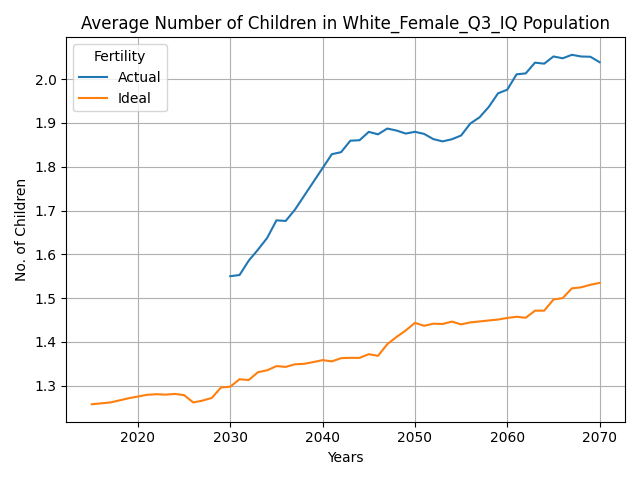 Average Number of Children in White_Female_Q3_IQ Population
Fertility
Actual
Ideal
No. of Children
2.0
1.9
1.8
1.7
1.6
1.5
1.4
1.3
2020 2030 2040 2050 2060 2070
Years